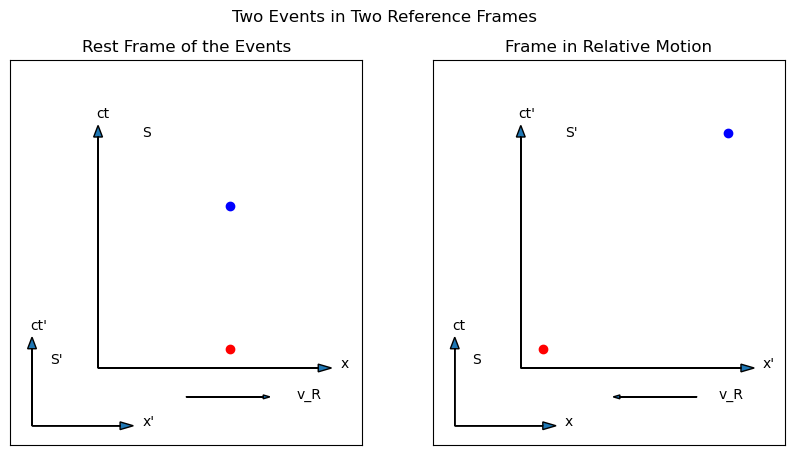 Two Events in Two Reference Frames
Rest Frame of the Events
ct
S
x
ct'
S'
x'
v_R
Frame in Relative Motion
ct'
S'
x'
ct
S
x
v_R